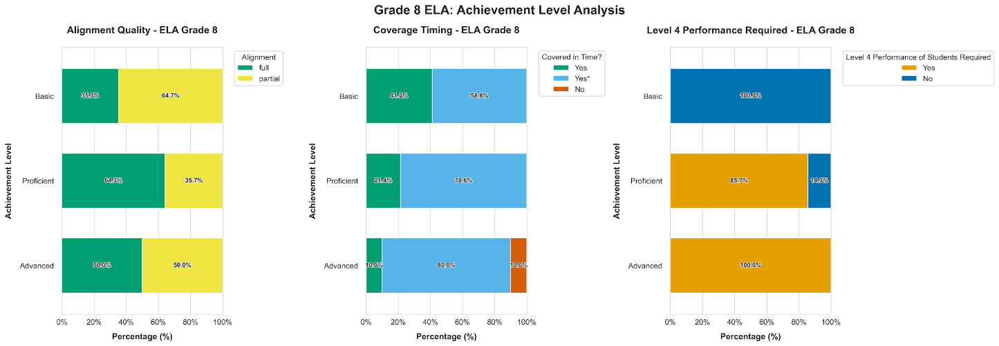 Grade 8 ELA: Achievement Level Analysis
Alignment Quality - ELA Grade 8
Achievement Level
Basic
Proficient
Advanced
35.3%
64.7%
64.3%
35.7%
50.0%
50.0%
0%
20%
40%
60%
80%
100%
Percentage (%)
Alignment
full
partial
Coverage Timing - ELA Grade 8
Achievement Level
Basic
Proficient
Advanced
41.2%
58.8%
21.4%
78.6%
10.0%
80.0%
10.0%
0%
20%
40%
60%
80%
100%
Percentage (%)
Covered in Time?
Yes
Yes*
No
Level 4 Performance Required - ELA Grade 8
Achievement Level
Basic
Proficient
Advanced
100.0%
85.7%
14.3%
100.0%
0%
20%
40%
60%
80%
100%
Percentage (%)
Level 4 Performance of Students Required
Yes
No